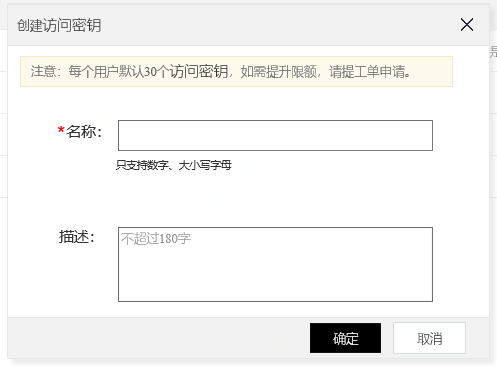 创建访问密钥
注意：每个用户默认30个访问密钥，如需提升限额，请提工单申请。
*名称：
只支持数字、大小写字母
描述：
不超过180字
确定
取消